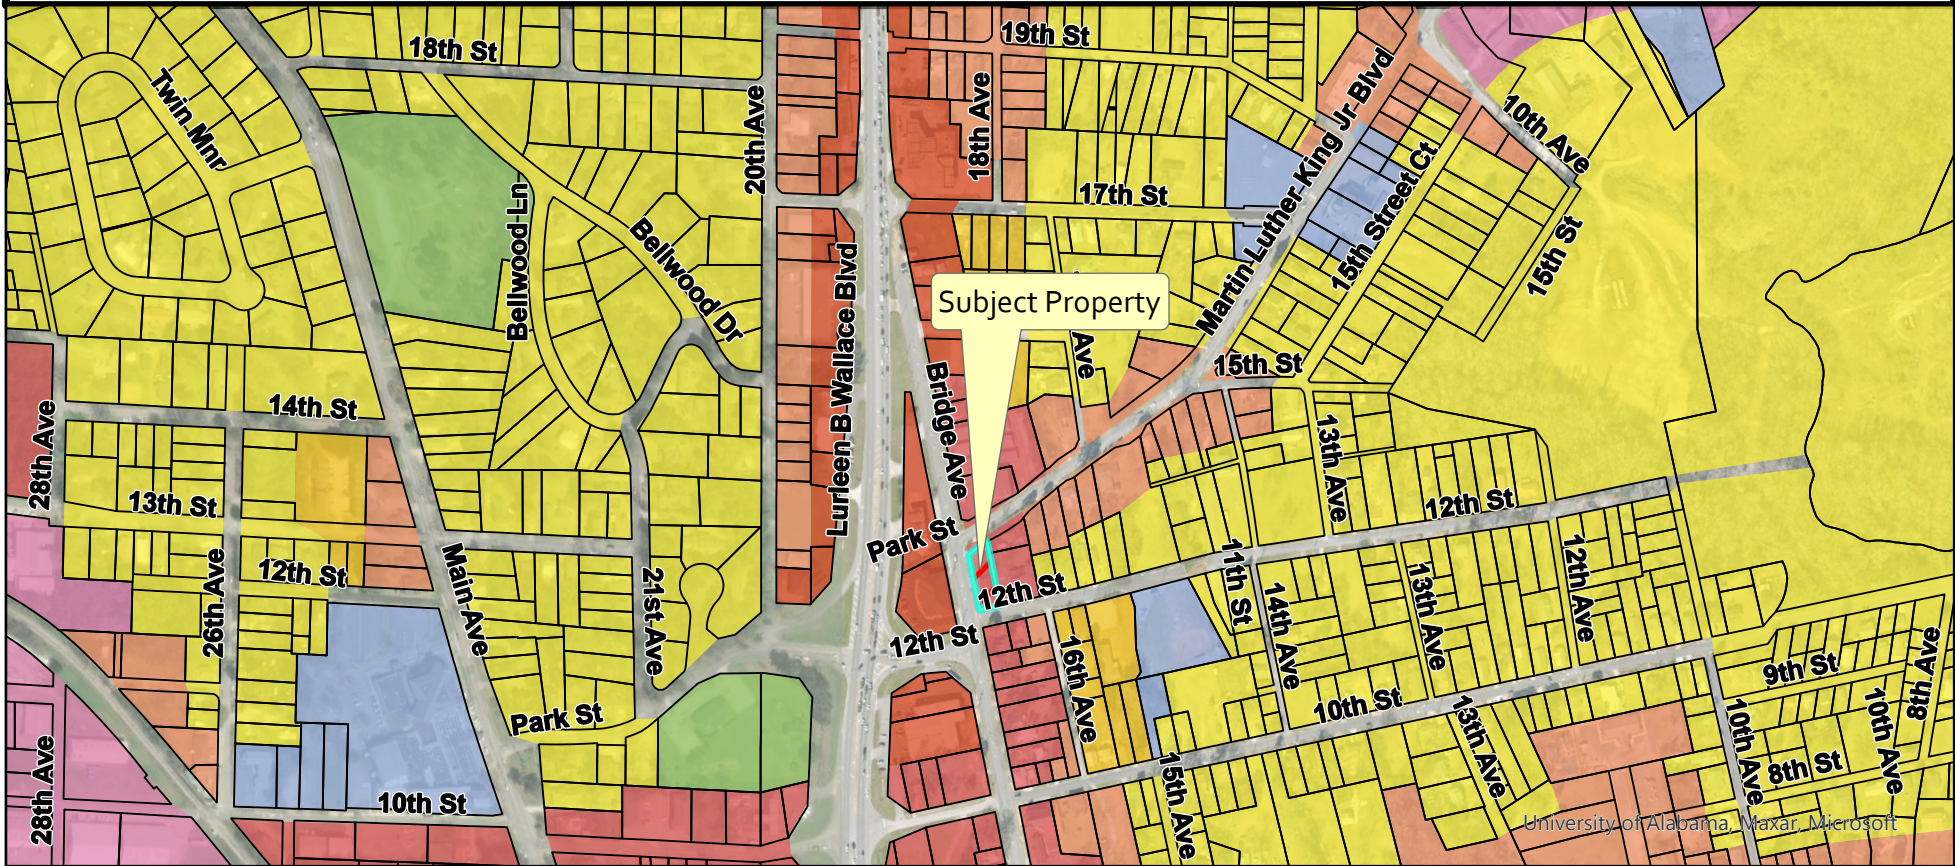 18th St
19th St
Twin Mnr
20th Ave
18th Ave
Martin Luther King Jr Blvd
10th Ave
17th St
15th Street Ct
15th St
Bellwood Ln
Bellwood Dr
Lurleen B Wallace Blvd
Subject Property
Ave
15th St
Bridge Ave
14th St
28th Ave
13th St
13th Ave
12th St
Park St
12th St
26th Ave
Main Ave
21st Ave
12th St
12th St
11th St
14th Ave
13th Ave
12th Ave
16th Ave
9th St
8th Ave
Park St
10th St
13th Ave
10th Ave
10th Ave
8th St
28th Ave
10th St
15th Ave
University of Alabama, Maxar, Microsoft